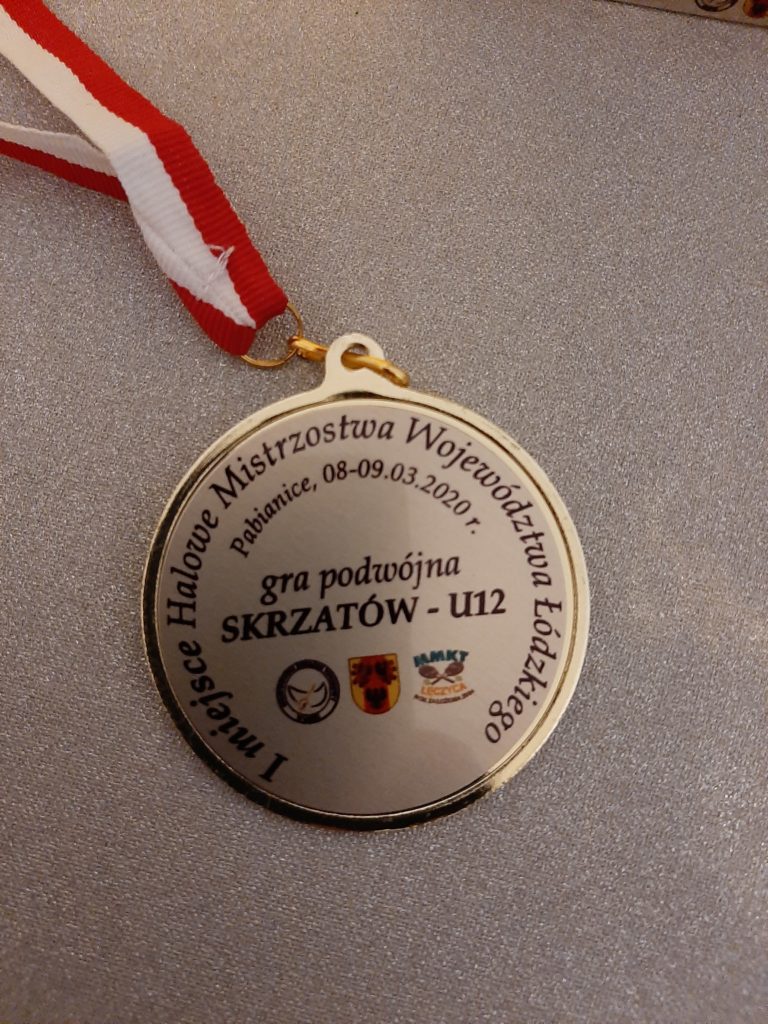 I miejsce Halowe Mistrzostwa Województwa Łódzkiego
Pabianice, 08-09.03.2020 r.
gra podwójna
SKRZATÓW - U12
MMKT
ŁĘCZYCA